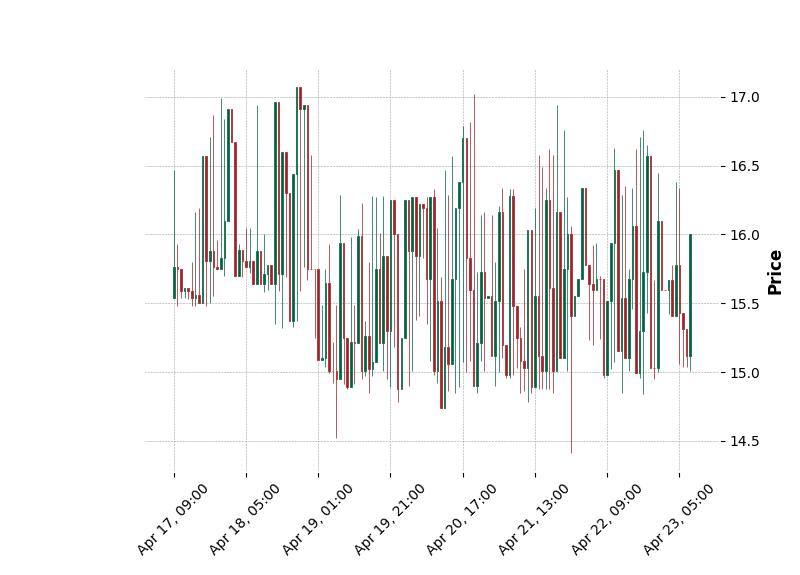 17.0
16.5
16.0
15.5
15.0
14.5
Price
Apr 17, 09:00
Apr 18, 05:00
Apr 19, 01:00
Apr 19, 21:00
Apr 20, 17:00
Apr 21, 13:00
Apr 22, 09:00
Apr 23, 05:00